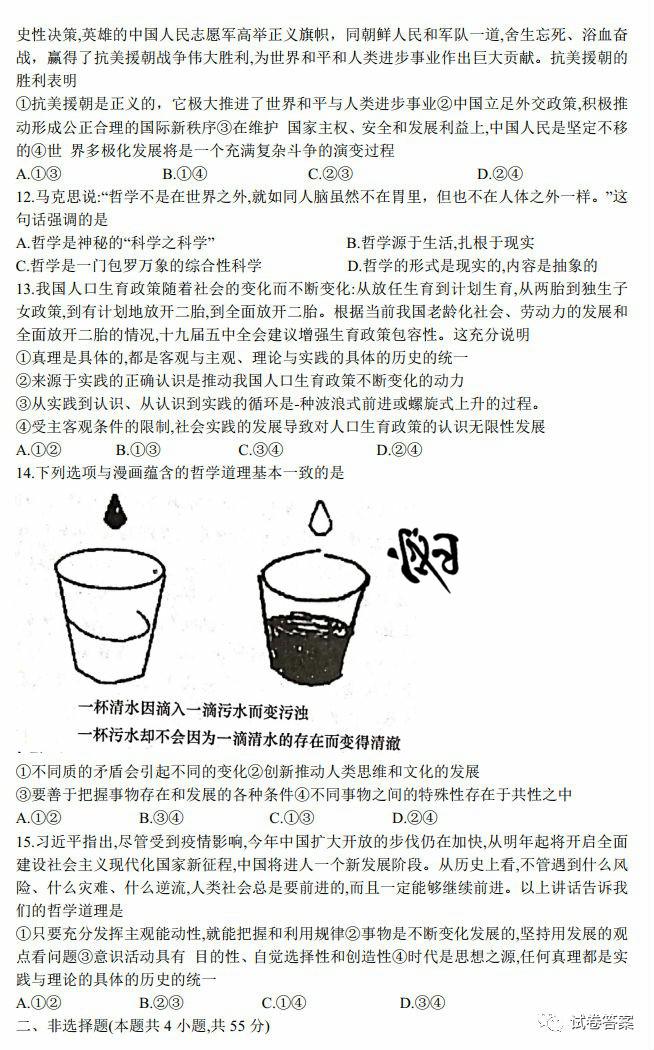 史性决策,英雄的中国人民志愿军高举正义旗帜，同朝鲜人民和军队一道,舍生忘死、浴血奋
战，赢得了抗美援朝战争伟大胜利,为世界和平和人类进步事业作出巨大贡献。抗美援朝的
胜利表明
①抗美援朝是正义的，它极大推进了世界和平与人类进步事业②中国立足外交政策,积极推
动形成公正合理的国际新秩序③在维护 国家主权、安全和发展利益上,中国人民是坚定不移
的④世 界多极化发展将是一个充满复杂斗争的演变过程
A.①③ B.①④ C.②③ D.②④
12.马克思说:“哲学不是在世界之外,就如同人脑虽然不在胃里，但也不在人体之外一样。”这
句话强调的是
A.哲学是神秘的“科学之科学” B.哲学源于生活,扎根于现实
C.哲学是一门包罗万象的综合性科学 D.哲学的形式是现实的,内容是抽象的
13.我国人口生育政策随着社会的变化而不断变化:从放任生育到计划生育,从两胎到独生子
女政策,到有计划地放开二胎,到全面放开二胎。根据当前我国老龄化社会、劳动力的发展和
全面放开二胎的情况,十九届五中全会建议增强生育政策包容性。这充分说明
①真理是具体的,都是客观与主观、理论与实践的具体的历史的统一
②来源于实践的正确认识是推动我国人口生育政策不断变化的动力
③从实践到认识、从认识到实践的循环是-种波浪式前进或螺旋式上升的过程。
④受主客观条件的限制,社会实践的发展导致对人口生育政策的认识无限性发展
A.①② B.①③ C.③④ D.②④
14.下列选项与漫画蕴含的哲学道理基本一致的是
一杯清水因滴入一滴污水而变污浊
一杯污水却不会因为一滴清水的存在而变得清澈
①不同质的矛盾会引起不同的变化②创新推动人类思维和文化的发展
③要善于把握事物存在和发展的各种条件④不同事物之间的特殊性存在于共性之中
A.①② B.③④ C.①③ D.②④
15.习近平指出,尽管受到疫情影响,今年中国扩大开放的步伐仍在加快,从明年起将开启全面
建设社会主义现代化国家新征程,中国将进人一个新发展阶段。从历史上看,不管遇到什么风
险、什么灾难、什么逆流,人类社会总是要前进的,而且一定能够继续前进。以上讲话告诉我
们的哲学道理是
①只要充分发挥主观能动性,就能把握和利用规律②事物是不断变化发展的,坚持用发展的观
点看问题③意识活动具有 目的性、自觉选择性和创造性④时代是思想之源,任何真理都是实
践与理论的具体的历史的统一
A.①② B.②③ C.①④ D.③④
二、非选择题(本题共 4 小题,共 55 分)
试卷答案